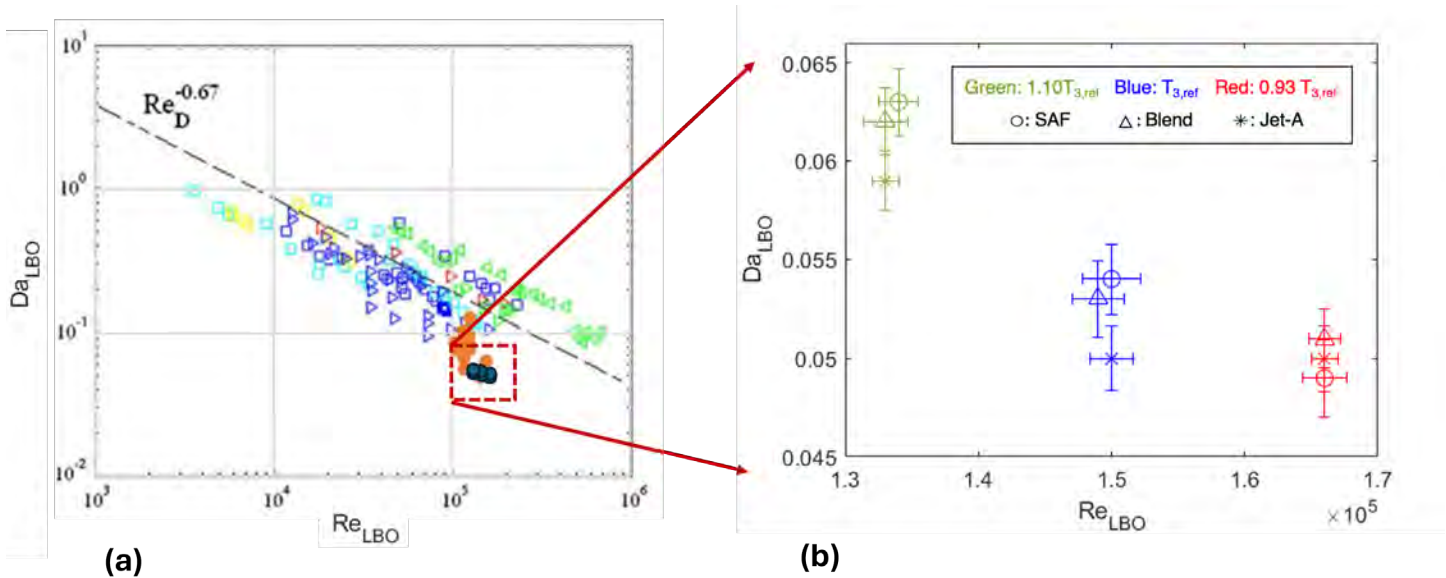 10^1
Re_D^-0.67
10^0
10^-1
10^-2
Da_LBO
10^3
10^4
10^5
10^6
Re_LBO
(a)
0.065
0.06
0.055
0.05
0.045
Da_LBO
Green: 1.10T_3,ref Blue: T_3,ref Red: 0.93 T_3,ref
○: SAF △: Blend *: Jet-A
1.3
1.4
1.5
1.6
1.7
Re_LBO
×10^5
(b)